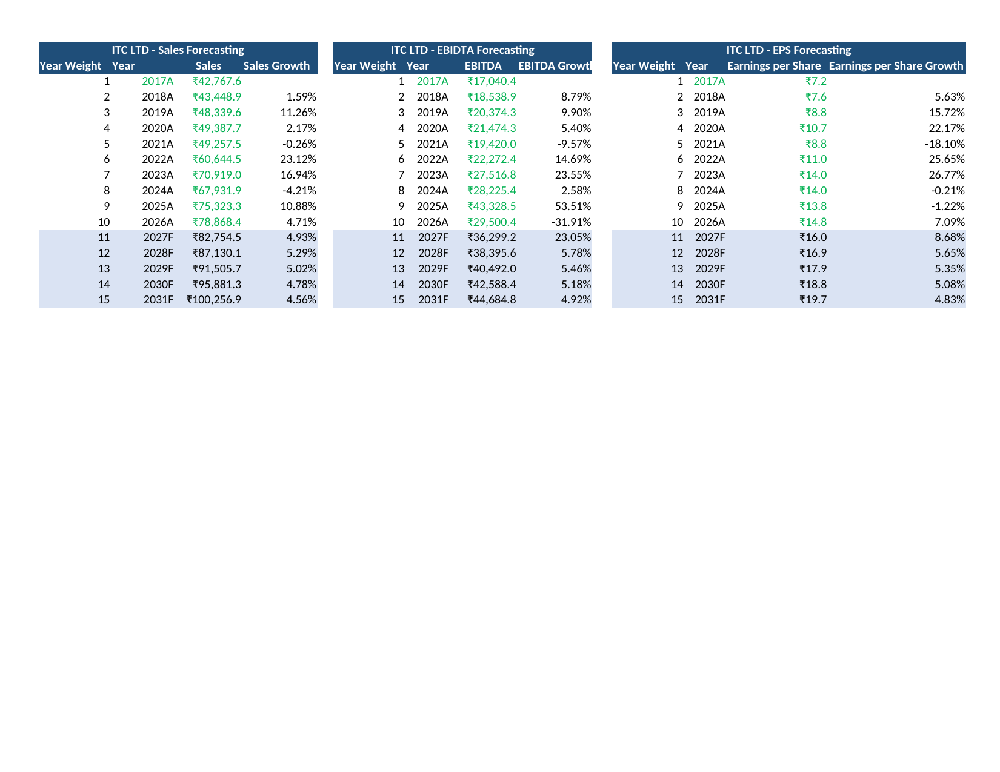 ITC LTD - Sales Forecasting
Year Weight Year Sales Sales Growth
1 2017A ₹42,767.6
2 2018A ₹43,448.9 1.59%
3 2019A ₹48,339.6 11.26%
4 2020A ₹49,387.7 2.17%
5 2021A ₹49,257.5 -0.26%
6 2022A ₹60,644.5 23.12%
7 2023A ₹70,919.0 16.94%
8 2024A ₹67,931.9 -4.21%
9 2025A ₹75,323.3 10.88%
10 2026A ₹78,868.4 4.71%
11 2027F ₹82,754.5 4.93%
12 2028F ₹87,130.1 5.29%
13 2029F ₹91,505.7 5.02%
14 2030F ₹95,881.3 4.78%
15 2031F ₹100,256.9 4.56%
ITC LTD - EBIDTA Forecasting
Year Weight Year EBITDA EBITDA Growth
1 2017A ₹17,040.4
2 2018A ₹18,538.9 8.79%
3 2019A ₹20,374.3 9.90%
4 2020A ₹21,474.3 5.40%
5 2021A ₹19,420.0 -9.57%
6 2022A ₹22,272.4 14.69%
7 2023A ₹27,516.8 23.55%
8 2024A ₹28,225.4 2.58%
9 2025A ₹43,328.5 53.51%
10 2026A ₹29,500.4 -31.91%
11 2027F ₹36,299.2 23.05%
12 2028F ₹38,395.6 5.78%
13 2029F ₹40,492.0 5.46%
14 2030F ₹42,588.4 5.18%
15 2031F ₹44,684.8 4.92%
ITC LTD - EPS Forecasting
Year Weight Year Earnings per Share Earnings per Share Growth
1 2017A ₹7.2
2 2018A ₹7.6 5.63%
3 2019A ₹8.8 15.72%
4 2020A ₹10.7 22.17%
5 2021A ₹8.8 -18.10%
6 2022A ₹11.0 25.65%
7 2023A ₹14.0 26.77%
8 2024A ₹14.0 -0.21%
9 2025A ₹13.8 -1.22%
10 2026A ₹14.8 7.09%
11 2027F ₹16.0 8.68%
12 2028F ₹16.9 5.65%
13 2029F ₹17.9 5.35%
14 2030F ₹18.8 5.08%
15 2031F ₹19.7 4.83%